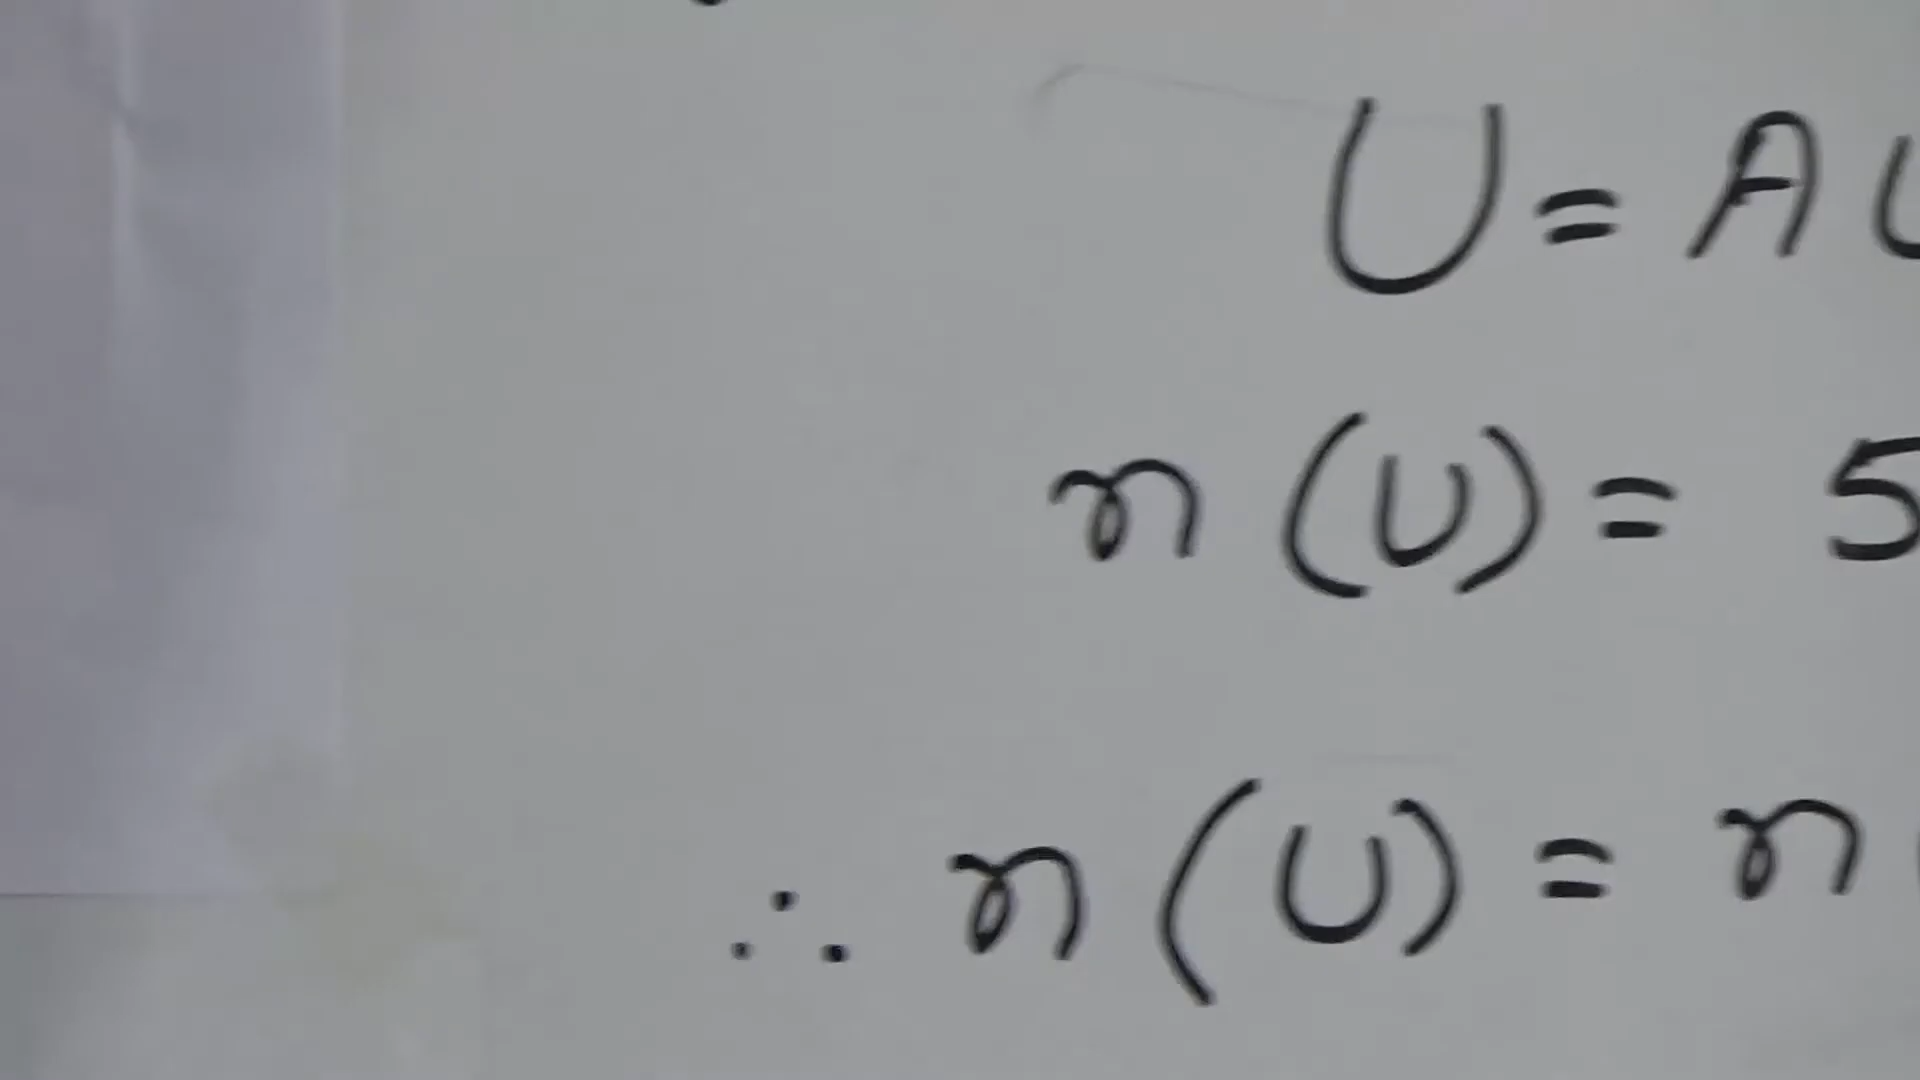 U = A U
n (U) = 5
∴ n (U) = n